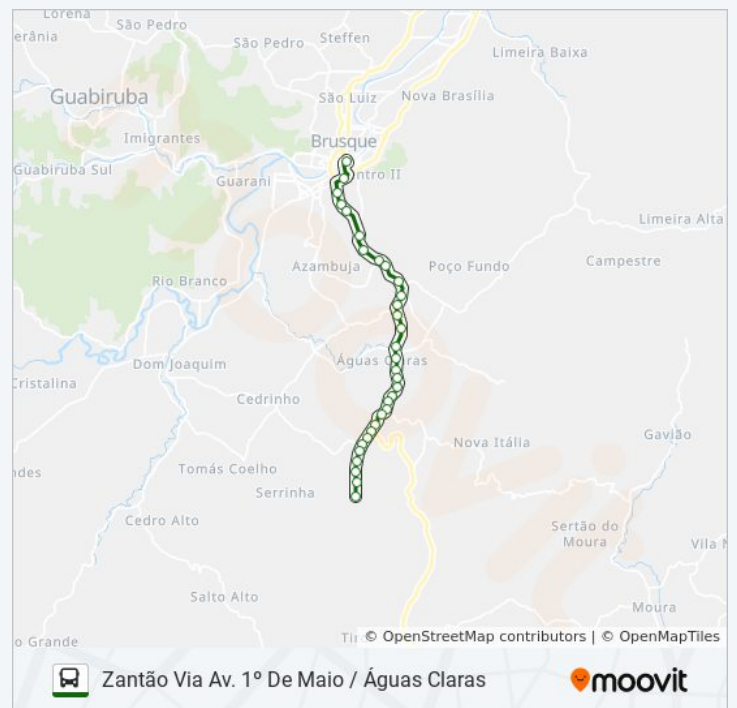 Lorena
São Pedro
erânia
São Pedro
Steffen
Limeira Baixa
Guabiruba
São Luiz
Nova Brasília
Imigrantes
Brusque
Guabiruba Sul
Guarani
entro II
Limeira Alta
Azambuja
Poço Fundo
Campestre
Rio Branco
Dom Joaquim
Águas Claras
Cristalina
Cedrinho
Nova Itália
Gavião
ndes
Tomás Coelho
Serrinha
Cedro Alto
Sertão do
Moura
Vila
Salto Alto
Moura
o Grande
© OpenStreetMap contributors | © OpenMapTiles
Zantão Via Av. 1º De Maio / Águas Claras
moovit